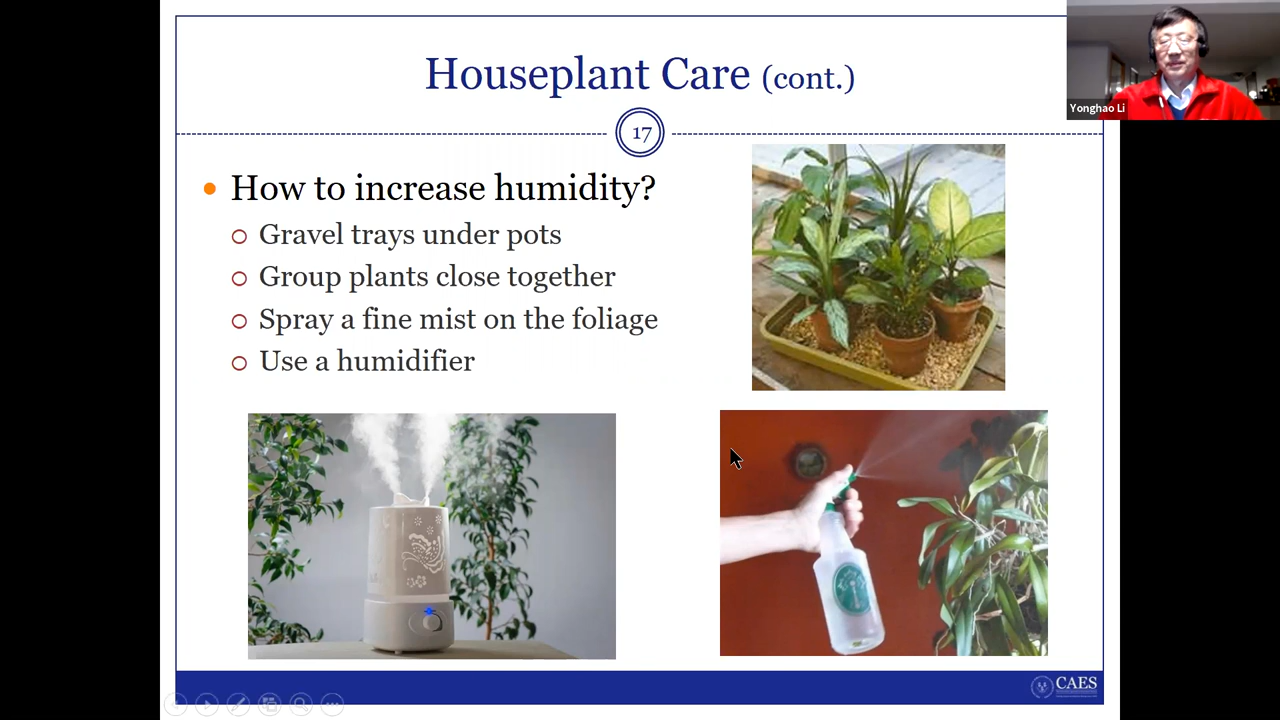 Houseplant Care (cont.)
Yonghao Li
17
How to increase humidity?
Gravel trays under pots
Group plants close together
Spray a fine mist on the foliage
Use a humidifier
CAES